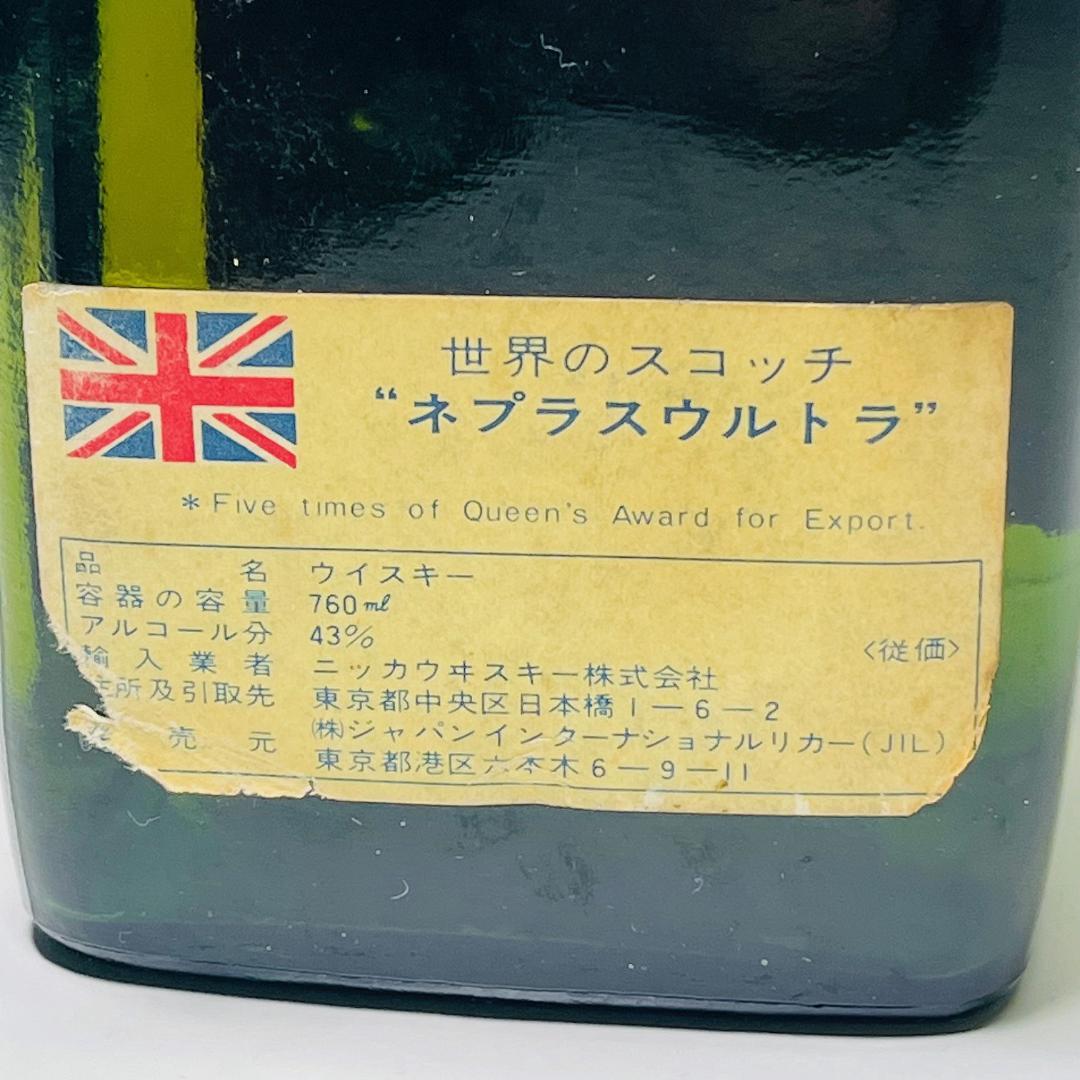 世界のスコッチ
“ネプラスウルトラ”
*Five times of Queen's Award for Export.
品名 ウイスキー
容器の容量 760ml
アルコール分 43% <従価>
輸入業者 ニッカウヰスキー株式会社
住所及引取先 東京都中央区日本橋1-6-2
売元 ㈱ジャパンインターナショナルリカー(JIL)
東京都港区六本木6-9-11